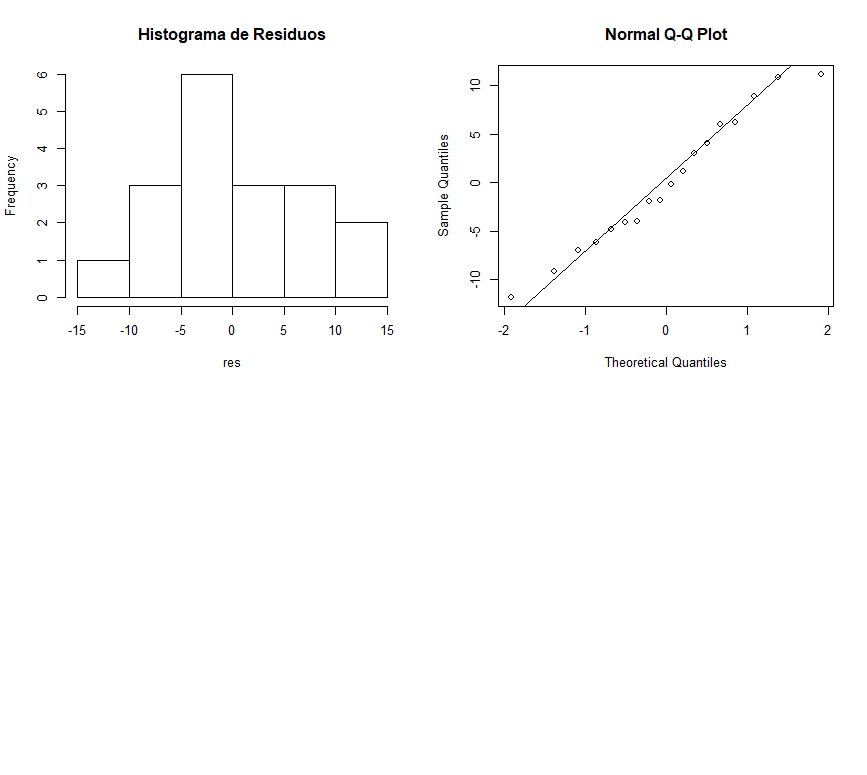 Histograma de Residuos
Frequency
6
5
4
3
2
1
0
-15 -10 -5 0 5 10 15
res
Normal Q-Q Plot
Sample Quantiles
10
5
0
-5
-10
-2 -1 0 1 2
Theoretical Quantiles